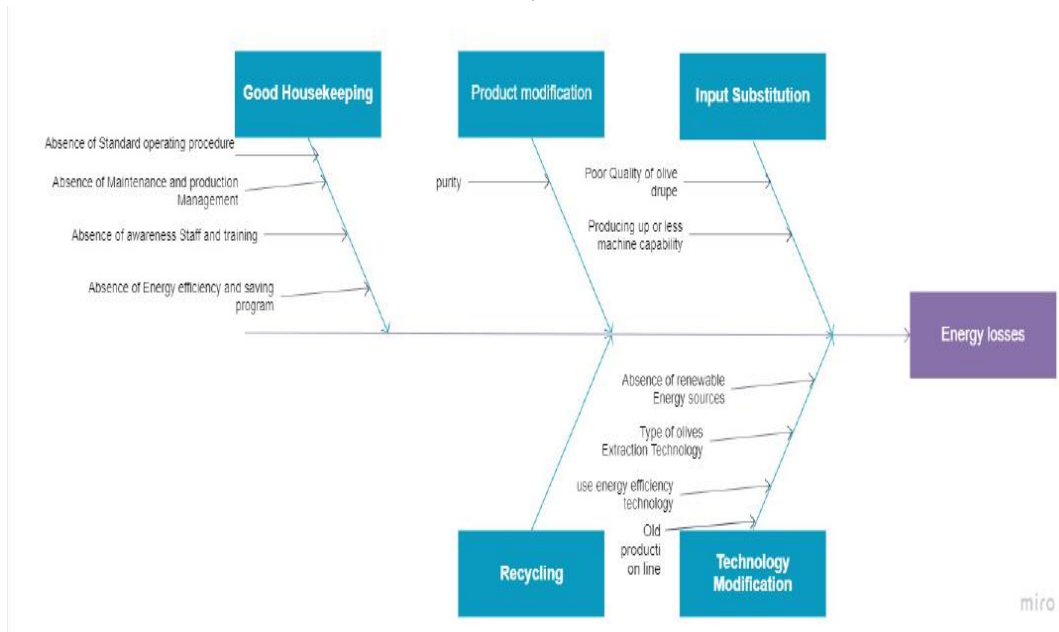 Good Housekeeping
Product modification
Input Substitution
Absence of Standard operating procedure
Absence of Maintenance and production
Management
Absence of awareness Staff and training
Absence of Energy efficiency and saving
program
purity
Poor Quality of olive
drupe
Producing up or less
machine capability
Energy losses
Absence of renewable
Energy sources
Type of olives
Extraction Technology
use energy efficiency
technology
Old
producti
on line
Recycling
Technology
Modification
miro